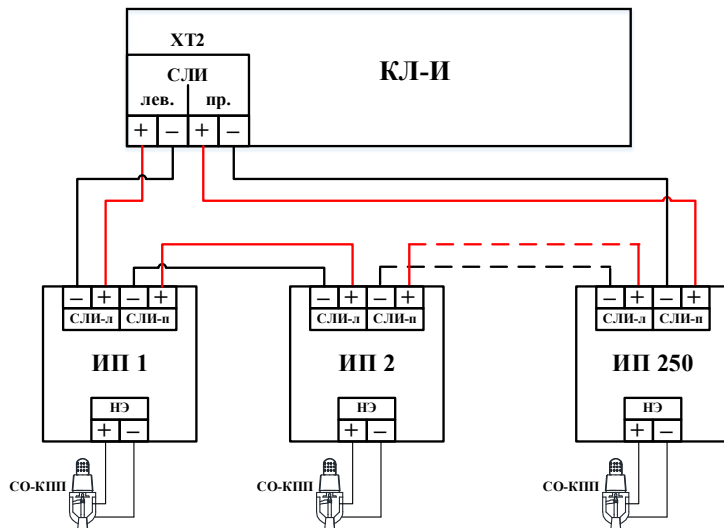 ХТ2
КЛ-И
СЛИ
лев. пр.
+ − + −
− + − +
СЛИ-л СЛИ-п
ИП 1
НЭ
+ −
СО-КПП
− + − +
СЛИ-л СЛИ-п
ИП 2
НЭ
+ −
СО-КПП
− + − +
СЛИ-л СЛИ-п
ИП 250
НЭ
+ −
СО-КПП